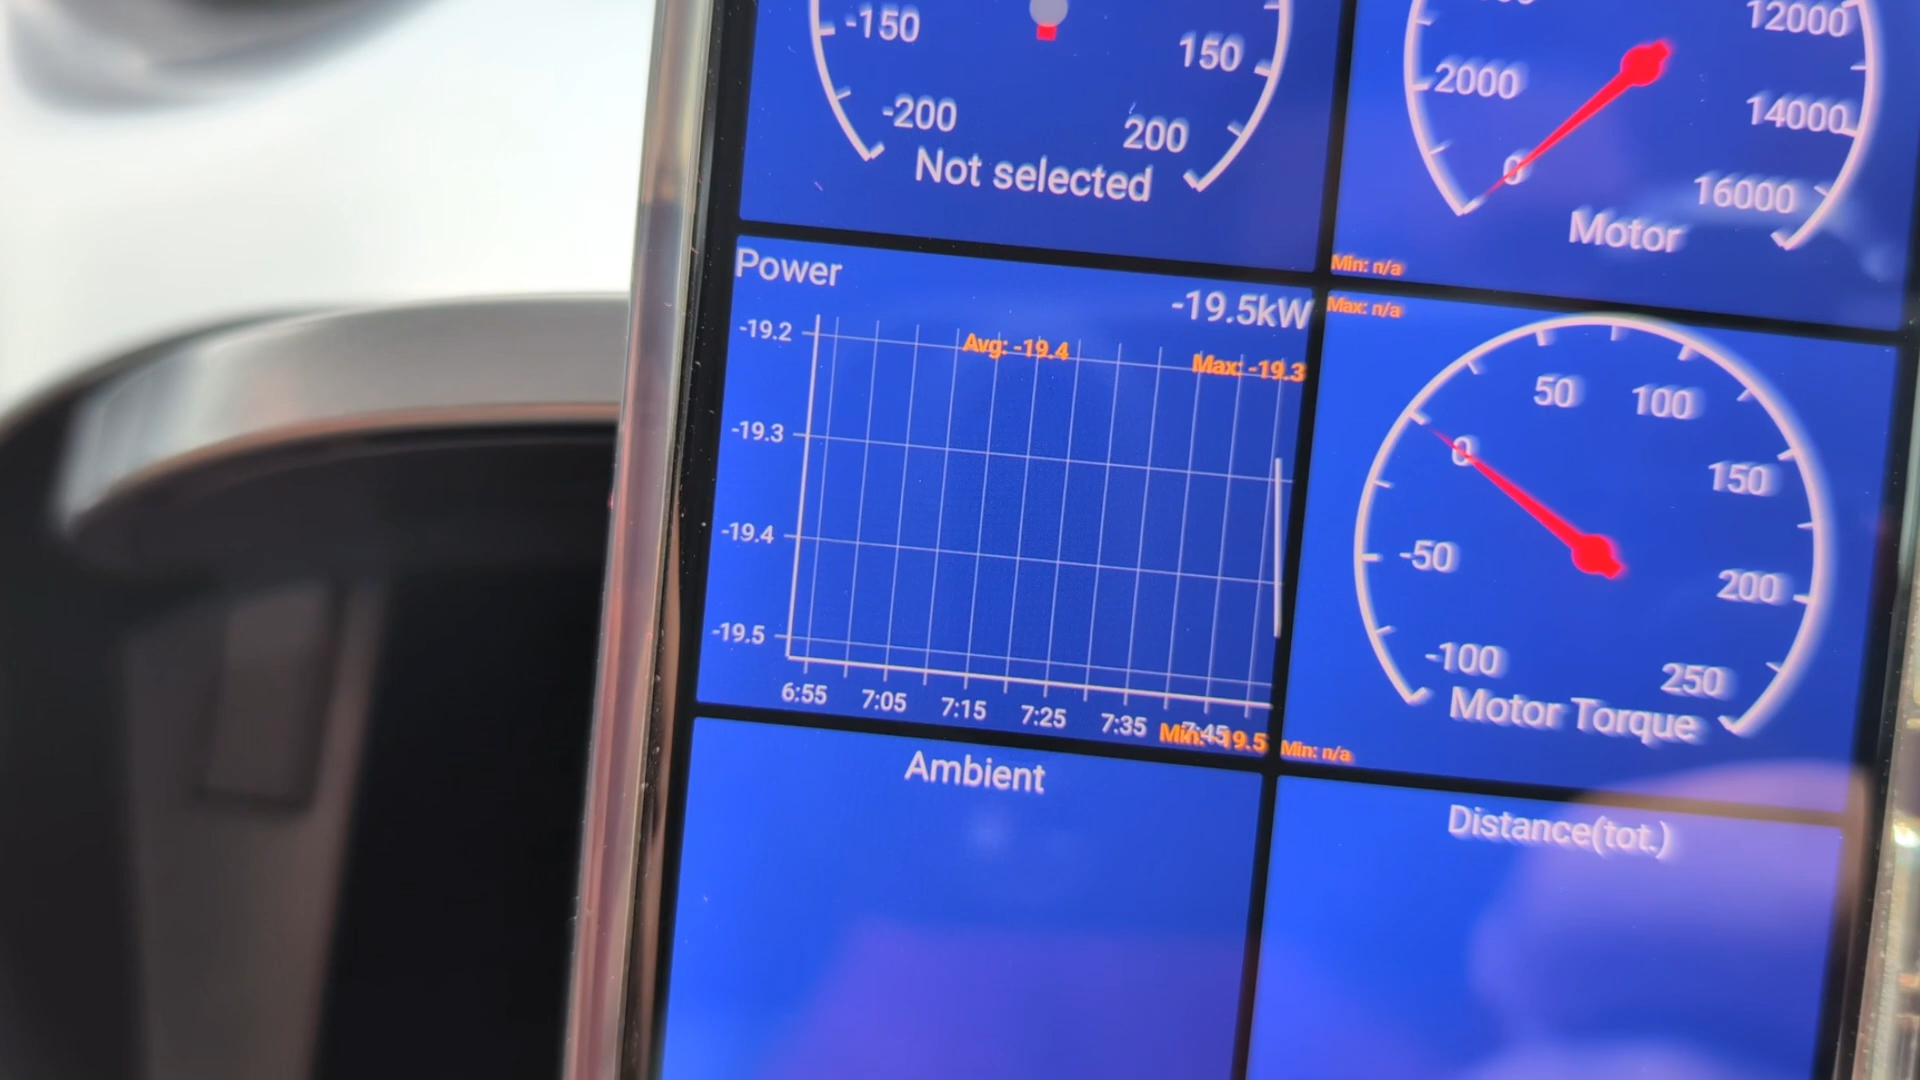 -150
150
-200
200
Not selected
12000
2000
14000
0
16000
Motor
Min: n/a
Power
-19.5kW
Max: n/a
-19.2
Avg: -19.4
Max: -19.3
-19.3
-19.4
-19.5
6:55
7:05
7:15
7:25
7:35
7:45
Min: -19.5
50
100
0
150
-50
200
-100
250
Motor Torque
Min: n/a
Ambient
Distance(tot.)